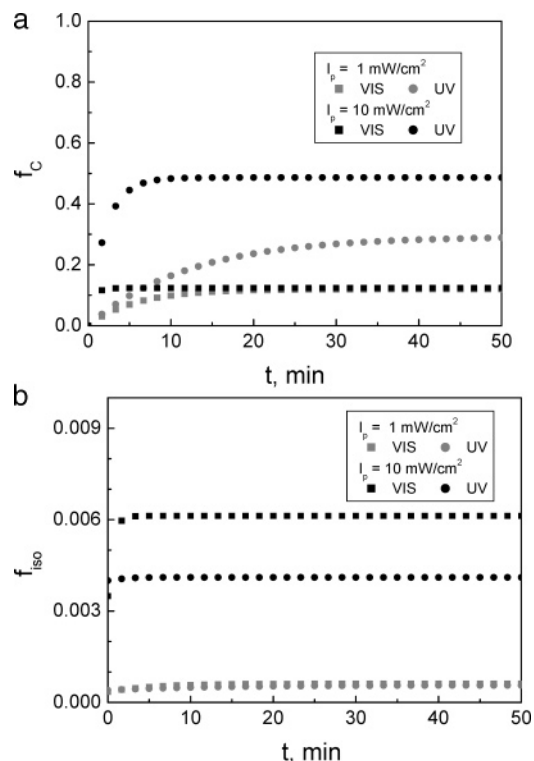 a
1.0
0.8
0.6
0.4
0.2
0.0
f_C
I_p = 1 mW/cm²
VIS UV
I_p = 10 mW/cm²
VIS UV
0 10 20 30 40 50
t, min
b
0.009
0.006
0.003
0.000
f_iso
I_p = 1 mW/cm²
VIS UV
I_p = 10 mW/cm²
VIS UV
0 10 20 30 40 50
t, min